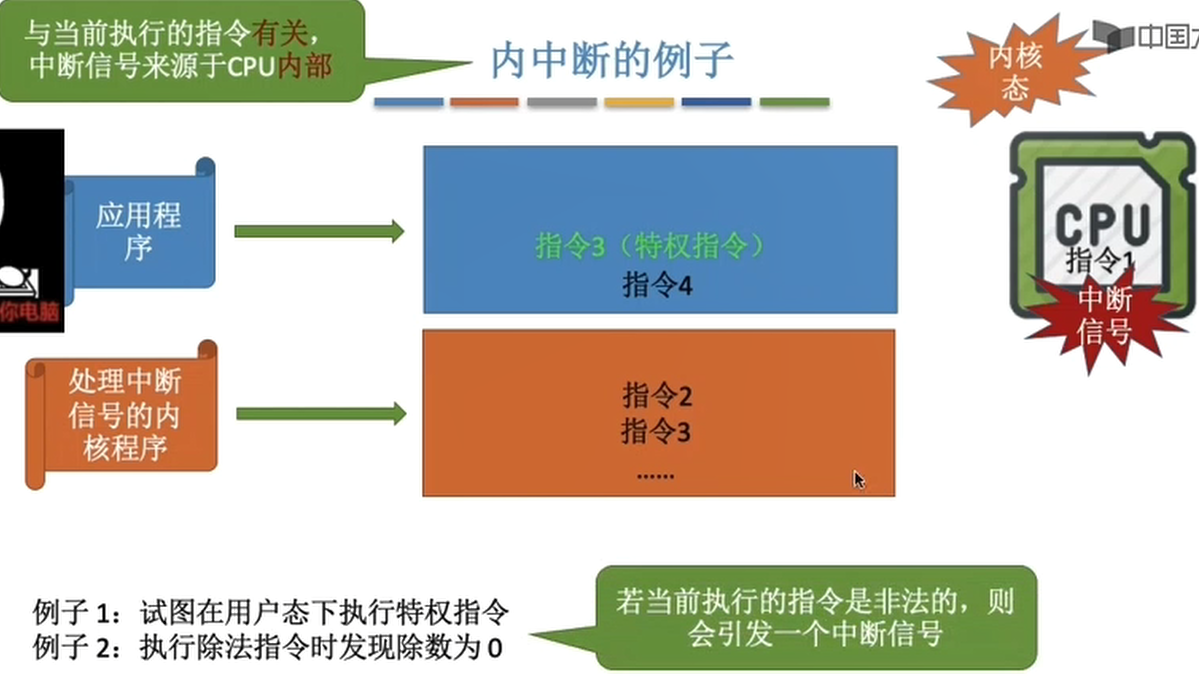 与当前执行的指令有关，
中断信号来源于CPU内部
内中断的例子
内核
态
中国
应用程
序
你电脑
指令3（特权指令）
指令4
CPU
指令1
中断
信号
处理中断
信号的内
核程序
指令2
指令3
......
例子 1：试图在用户态下执行特权指令
例子 2：执行除法指令时发现除数为 0
若当前执行的指令是非法的，则
会引发一个中断信号